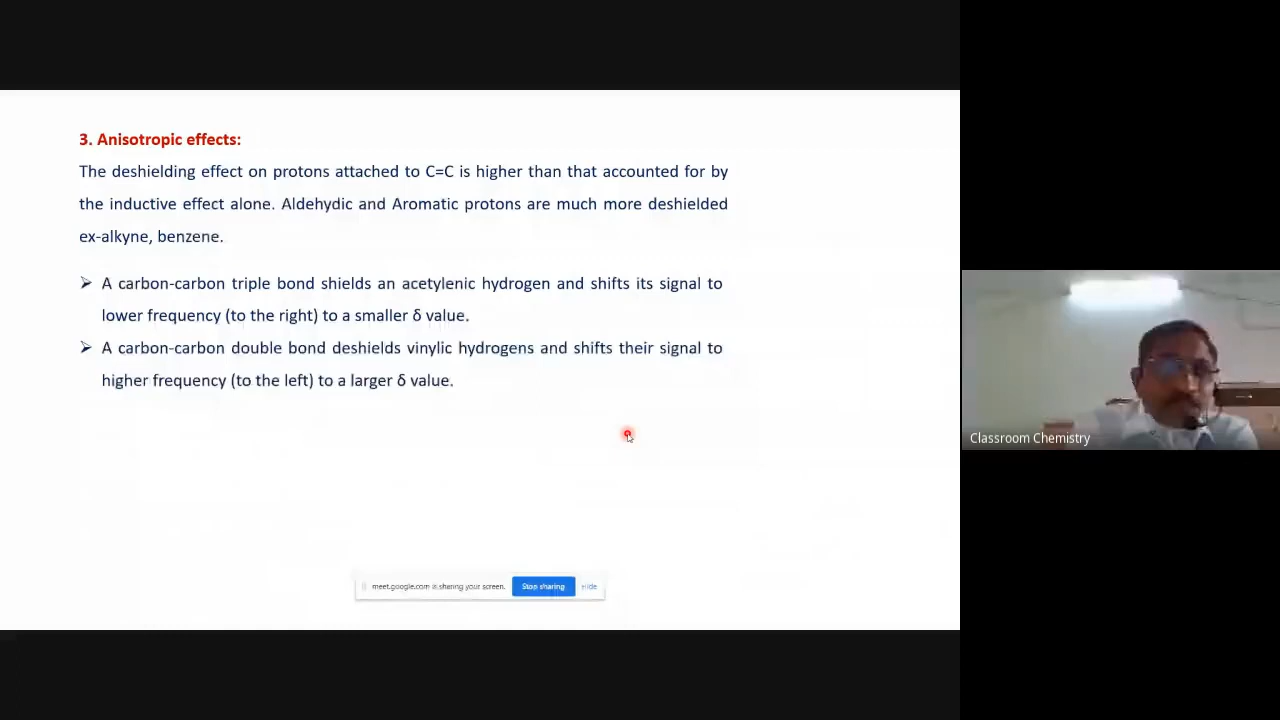 3. Anisotropic effects:
The deshielding effect on protons attached to C=C is higher than that accounted for by
the inductive effect alone. Aldehydic and Aromatic protons are much more deshielded
ex-alkyne, benzene.
➢ A carbon-carbon triple bond shields an acetylenic hydrogen and shifts its signal to
lower frequency (to the right) to a smaller δ value.
➢ A carbon-carbon double bond deshields vinylic hydrogens and shifts their signal to
higher frequency (to the left) to a larger δ value.
Classroom Chemistry
meet.google.com is sharing your screen. Stop sharing Hide